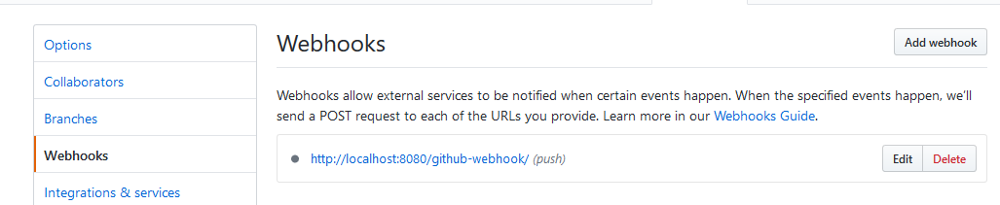 Options
Collaborators
Branches
Webhooks
Integrations & services
Webhooks
Add webhook
Webhooks allow external services to be notified when certain events happen. When the specified events happen, we'll
send a POST request to each of the URLs you provide. Learn more in our Webhooks Guide.
http://localhost:8080/github-webhook/ (push)
Edit
Delete